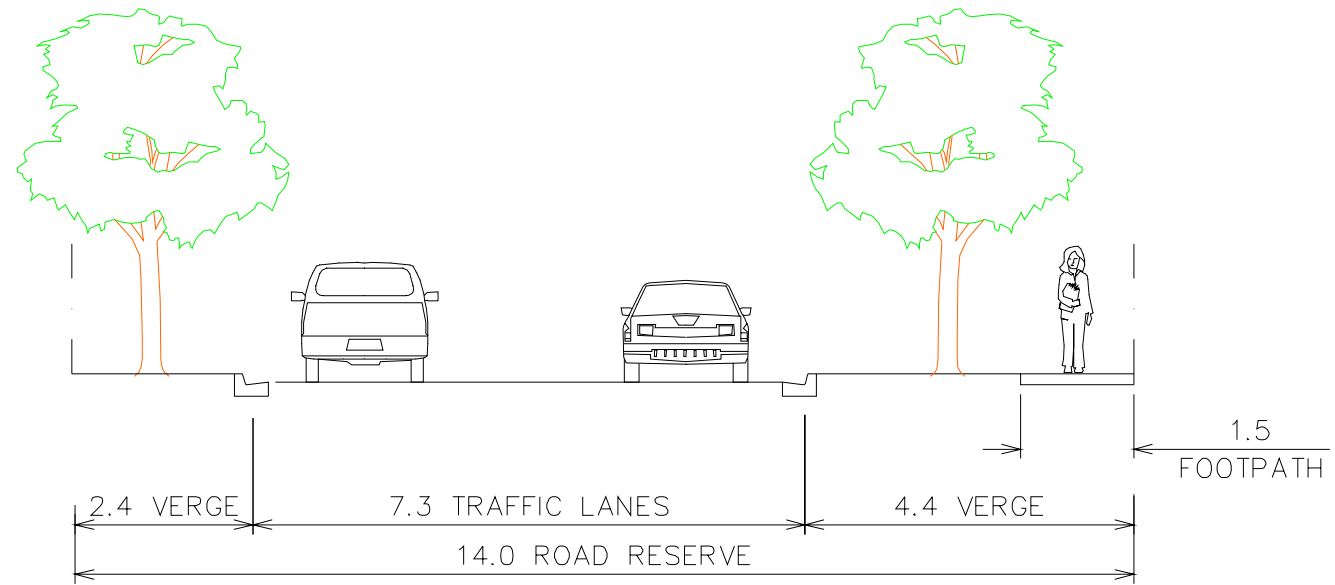 1.5
FOOTPATH
2.4 VERGE
7.3 TRAFFIC LANES
4.4 VERGE
14.0 ROAD RESERVE